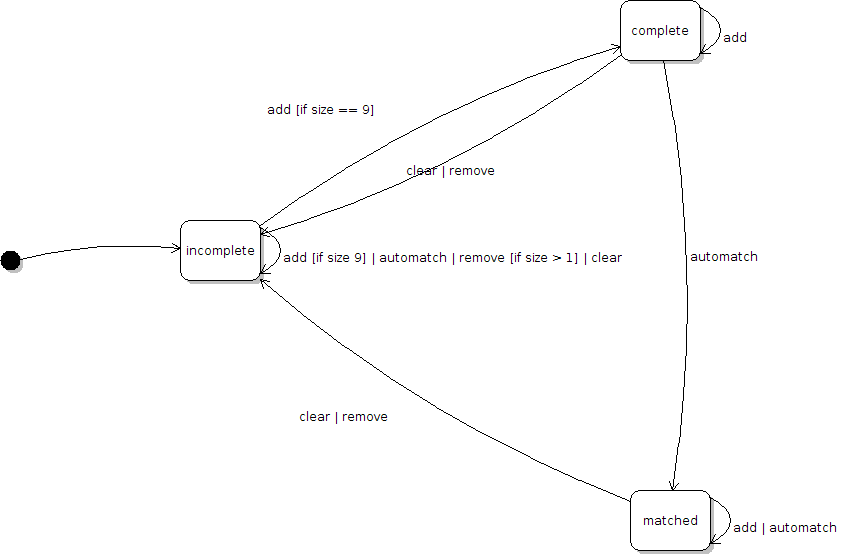 complete
add
add [if size == 9]
clear | remove
incomplete
add [if size 9] | automatch | remove [if size > 1] | clear
automatch
clear | remove
matched
add | automatch